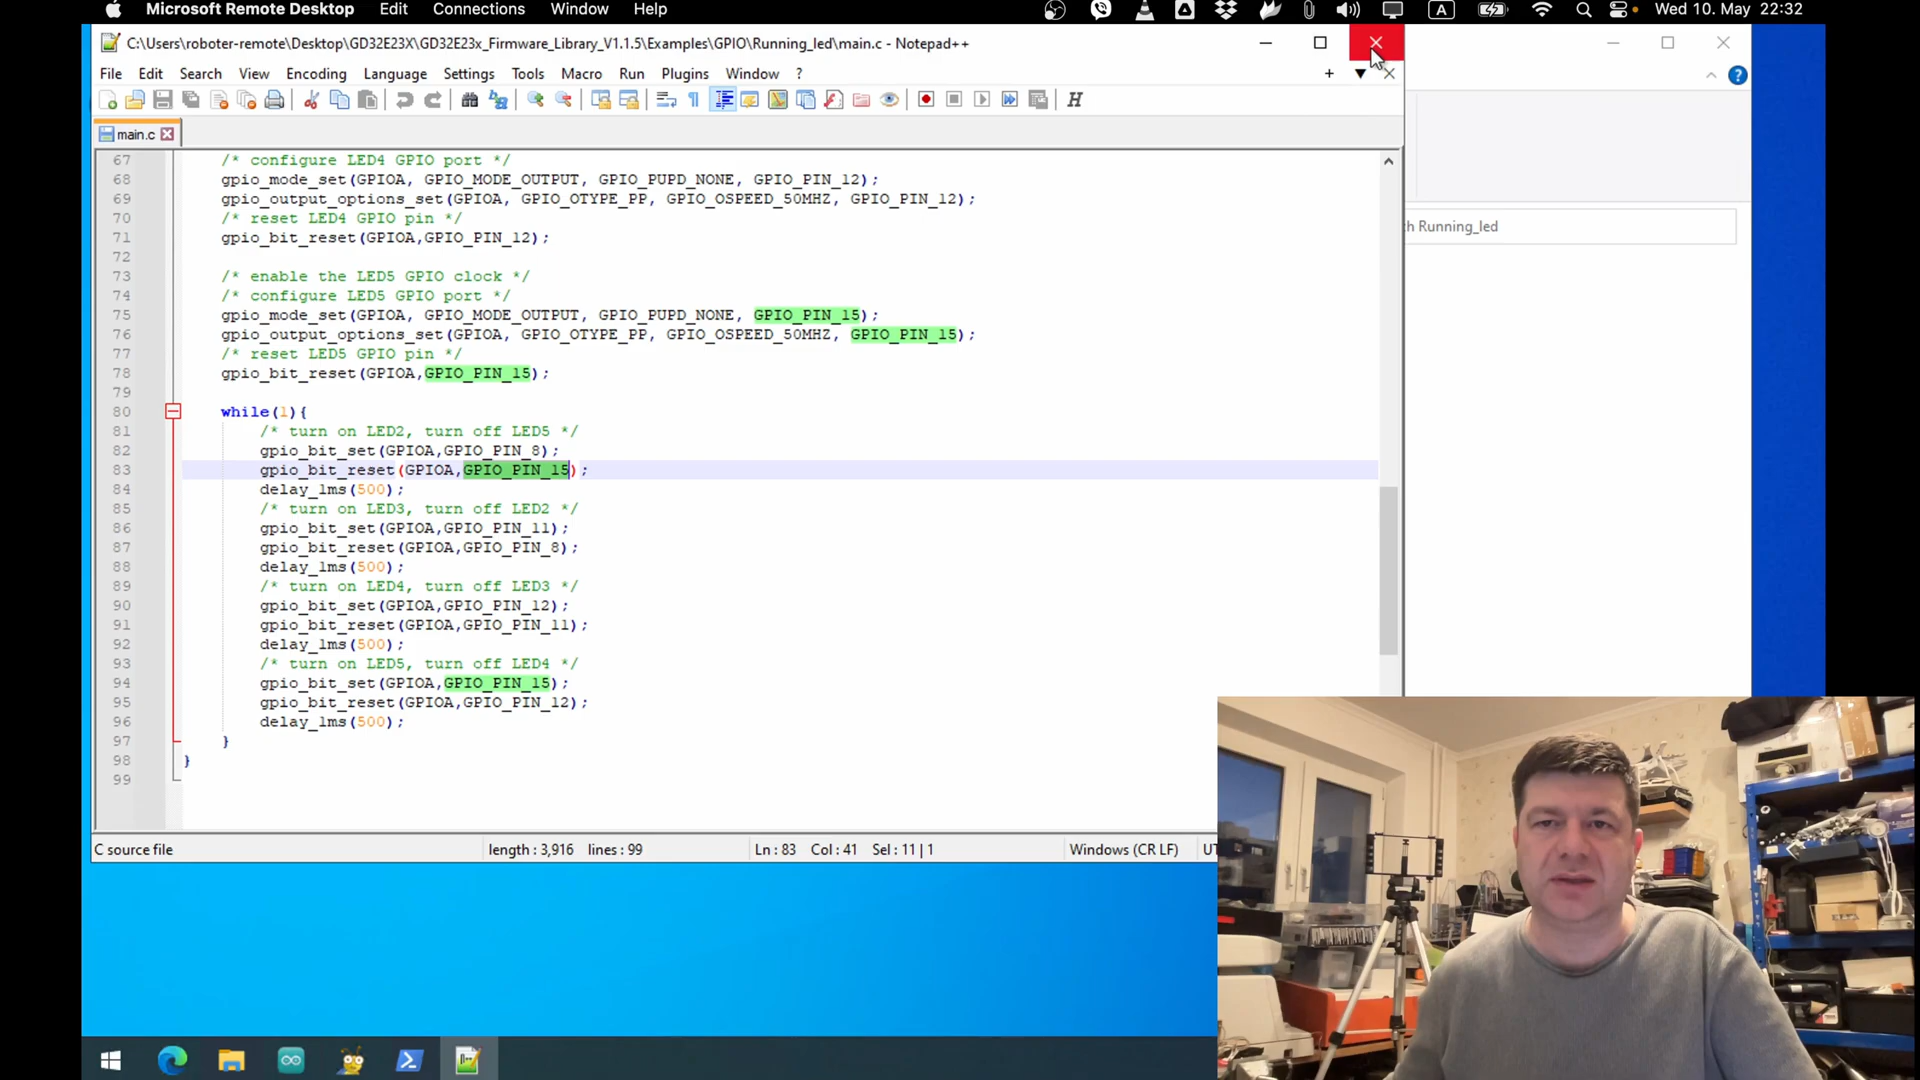 Microsoft Remote Desktop Edit Connections Window Help A Wed 10. May 22:32
C:\Users\roboter-remote\Desktop\GD32E23X\GD32E23x_Firmware_Library_V1.1.5\Examples\GPIO\Running_led\main.c - Notepad++
File Edit Search View Encoding Language Settings Tools Macro Run Plugins Window ?
main.c
67 /* configure LED4 GPIO port */
68 gpio_mode_set(GPIOA, GPIO_MODE_OUTPUT, GPIO_PUPD_NONE, GPIO_PIN_12);
69 gpio_output_options_set(GPIOA, GPIO_OTYPE_PP, GPIO_OSPEED_50MHZ, GPIO_PIN_12);
70 /* reset LED4 GPIO pin */
71 gpio_bit_reset(GPIOA,GPIO_PIN_12);
72
73 /* enable the LED5 GPIO clock */
74 /* configure LED5 GPIO port */
75 gpio_mode_set(GPIOA, GPIO_MODE_OUTPUT, GPIO_PUPD_NONE, GPIO_PIN_15);
76 gpio_output_options_set(GPIOA, GPIO_OTYPE_PP, GPIO_OSPEED_50MHZ, GPIO_PIN_15);
77 /* reset LED5 GPIO pin */
78 gpio_bit_reset(GPIOA,GPIO_PIN_15);
79
80 while(1){
81 /* turn on LED2, turn off LED5 */
82 gpio_bit_set(GPIOA,GPIO_PIN_8);
83 gpio_bit_reset(GPIOA,GPIO_PIN_15);
84 delay_1ms(500);
85 /* turn on LED3, turn off LED2 */
86 gpio_bit_set(GPIOA,GPIO_PIN_11);
87 gpio_bit_reset(GPIOA,GPIO_PIN_8);
88 delay_1ms(500);
89 /* turn on LED4, turn off LED3 */
90 gpio_bit_set(GPIOA,GPIO_PIN_12);
91 gpio_bit_reset(GPIOA,GPIO_PIN_11);
92 delay_1ms(500);
93 /* turn on LED5, turn off LED4 */
94 gpio_bit_set(GPIOA,GPIO_PIN_15);
95 gpio_bit_reset(GPIOA,GPIO_PIN_12);
96 delay_1ms(500);
97 }
98 }
99
h Running_led
C source file length : 3,916 lines : 99 Ln : 83 Col : 41 Sel : 11 | 1 Windows (CR LF) UT